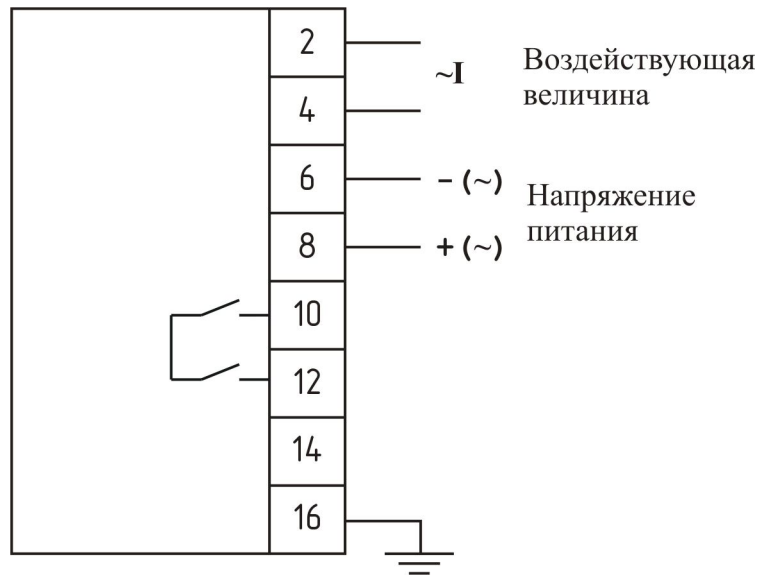 2
~I
Воздействующая
величина
4
6
– (~)
Напряжение
питания
8
+ (~)
10
12
14
16